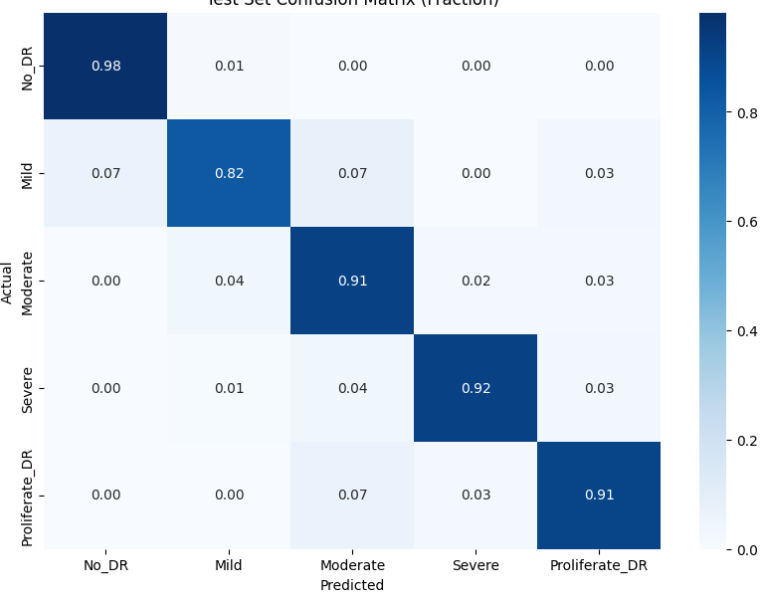 Test Set Confusion Matrix (Fraction)
No_DR 0.98 0.01 0.00 0.00 0.00
Mild 0.07 0.82 0.07 0.00 0.03
Moderate 0.00 0.04 0.91 0.02 0.03
Severe 0.00 0.01 0.04 0.92 0.03
Proliferate_DR 0.00 0.00 0.07 0.03 0.91
Actual
No_DR Mild Moderate Severe Proliferate_DR
Predicted
0.8
0.6
0.4
0.2
0.0